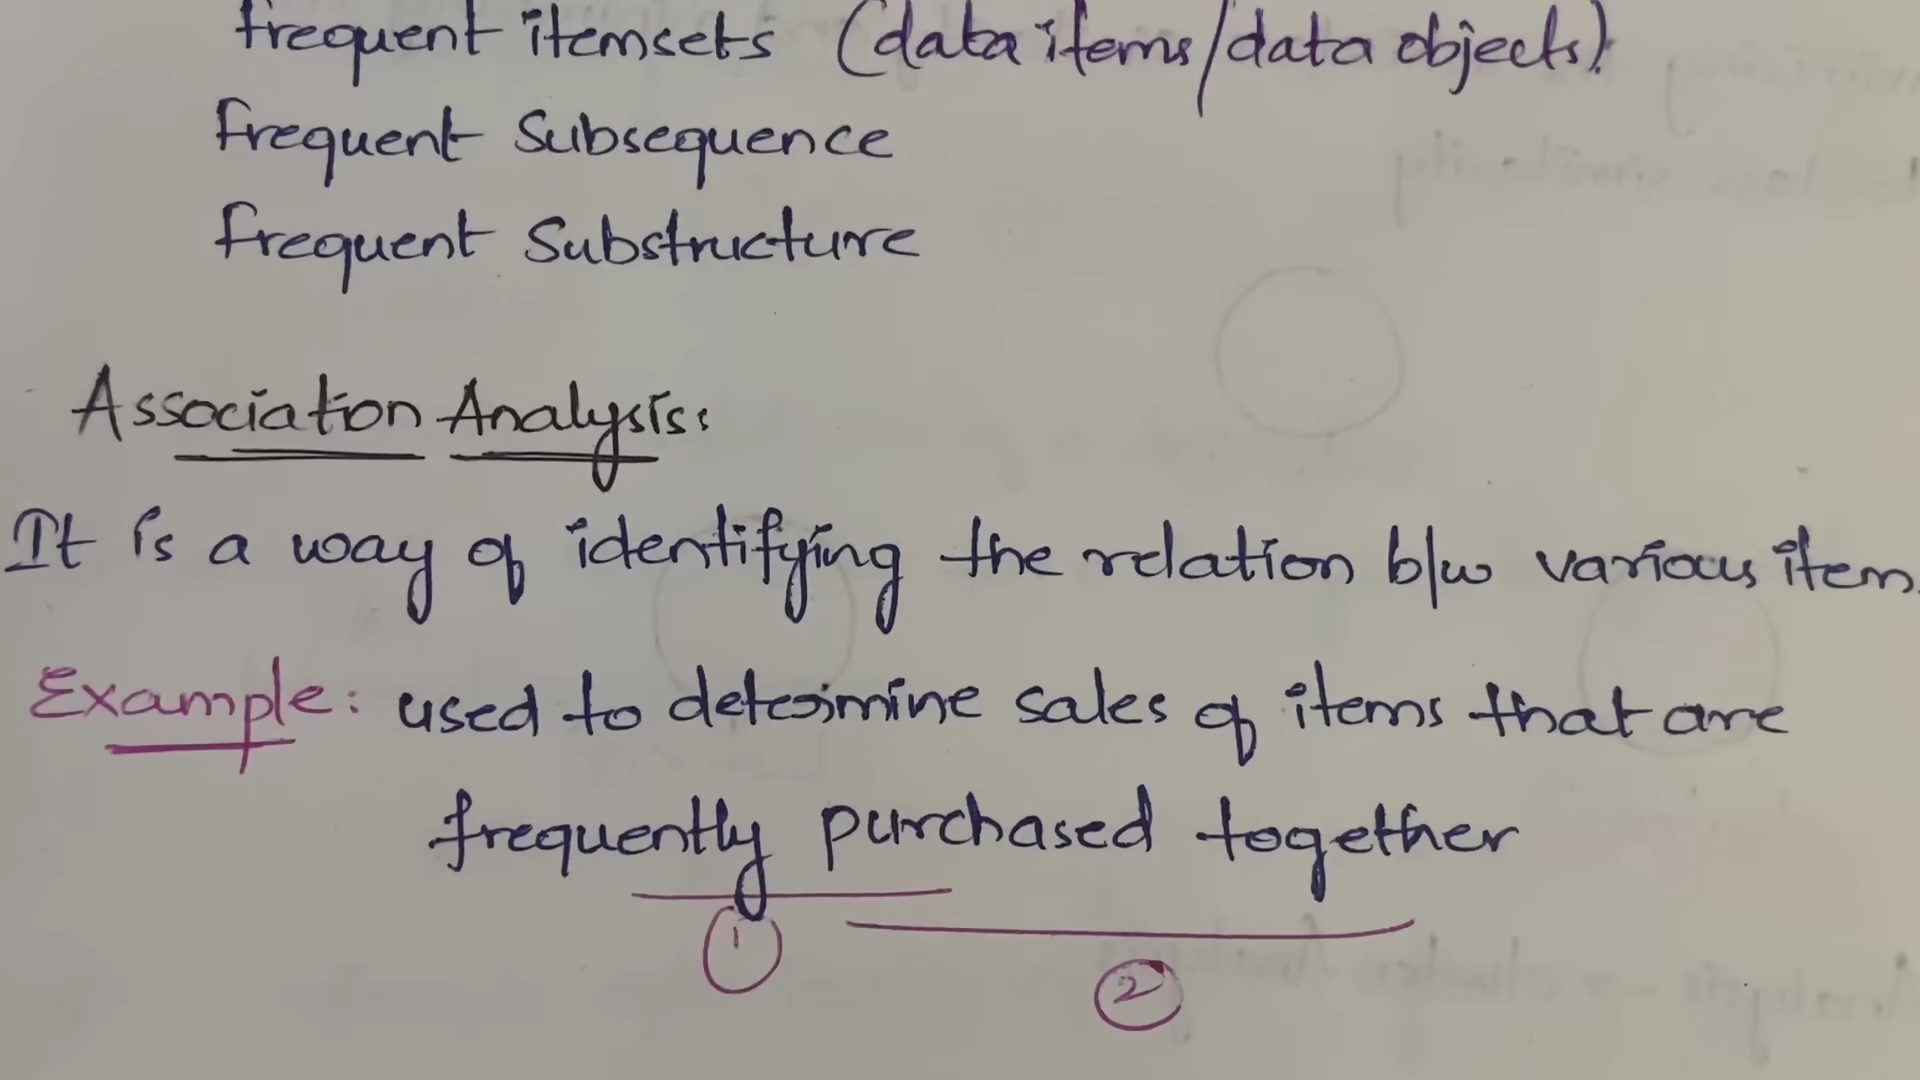 frequent itemsets (data items/data objects).
frequent Subsequence
frequent Substructure
Association Analysis:
It is a way of identifying the relation b/w various item
Example: used to determine sales of items that are
frequently purchased together
1
2